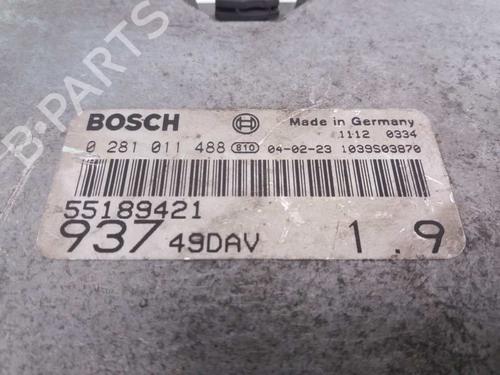 B-PARTS
BOSCH Made in Germany
1112 0334
0 281 011 488 810 04-02-23 1039S03870
55189421
937 49DAV 1.9